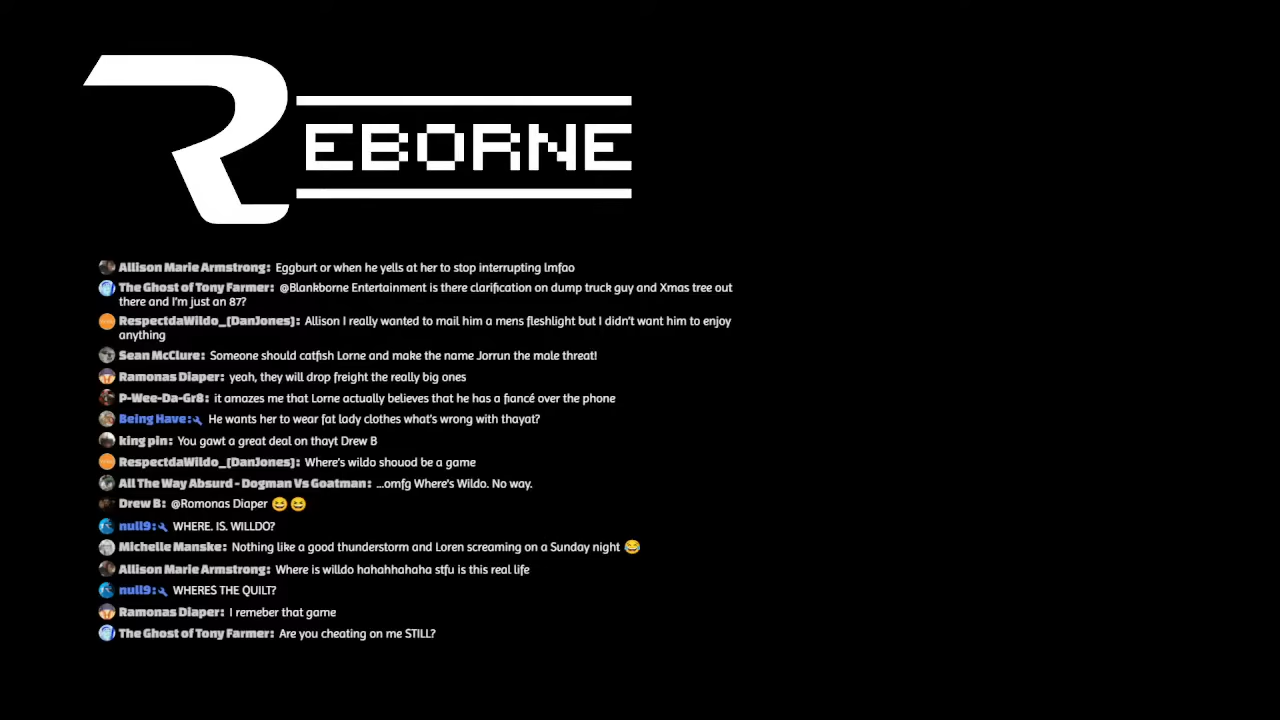 REBORNE
Allison Marie Armstrong: Eggburt or when he yells at her to stop interrupting lmfao
The Ghost of Tony Farmer: @Blankborne Entertainment is there clarification on dump truck guy and Xmas tree out
there and I'm just an 87?
RespectdaWildo_(DanJones): Allison I really wanted to mail him a mens fleshlight but I didn't want him to enjoy
anything
Sean McClure: Someone should catfish Lorne and make the name Jorrun the male threat!
Ramonas Diaper: yeah, they will drop freight the really big ones
P-Wee-Da-Gr8: it amazes me that Lorne actually believes that he has a fiancé over the phone
Being Have: He wants her to wear fat lady clothes what's wrong with thayat?
king pin: You gawt a great deal on thayt Drew B
RespectdaWildo_(DanJones): Where's wildo shouod be a game
All The Way Absurd - Dogman Vs Goatman: ...omfg Where's Wildo. No way.
Drew B: @Romonas Diaper 😆 😆
null9: WHERE. IS. WILLDO?
Michelle Manske: Nothing like a good thunderstorm and Loren screaming on a Sunday night 😂
Allison Marie Armstrong: Where is willdo hahahhahaha stfu is this real life
null9: WHERES THE QUILT?
Ramonas Diaper: I remeber that game
The Ghost of Tony Farmer: Are you cheating on me STILL?